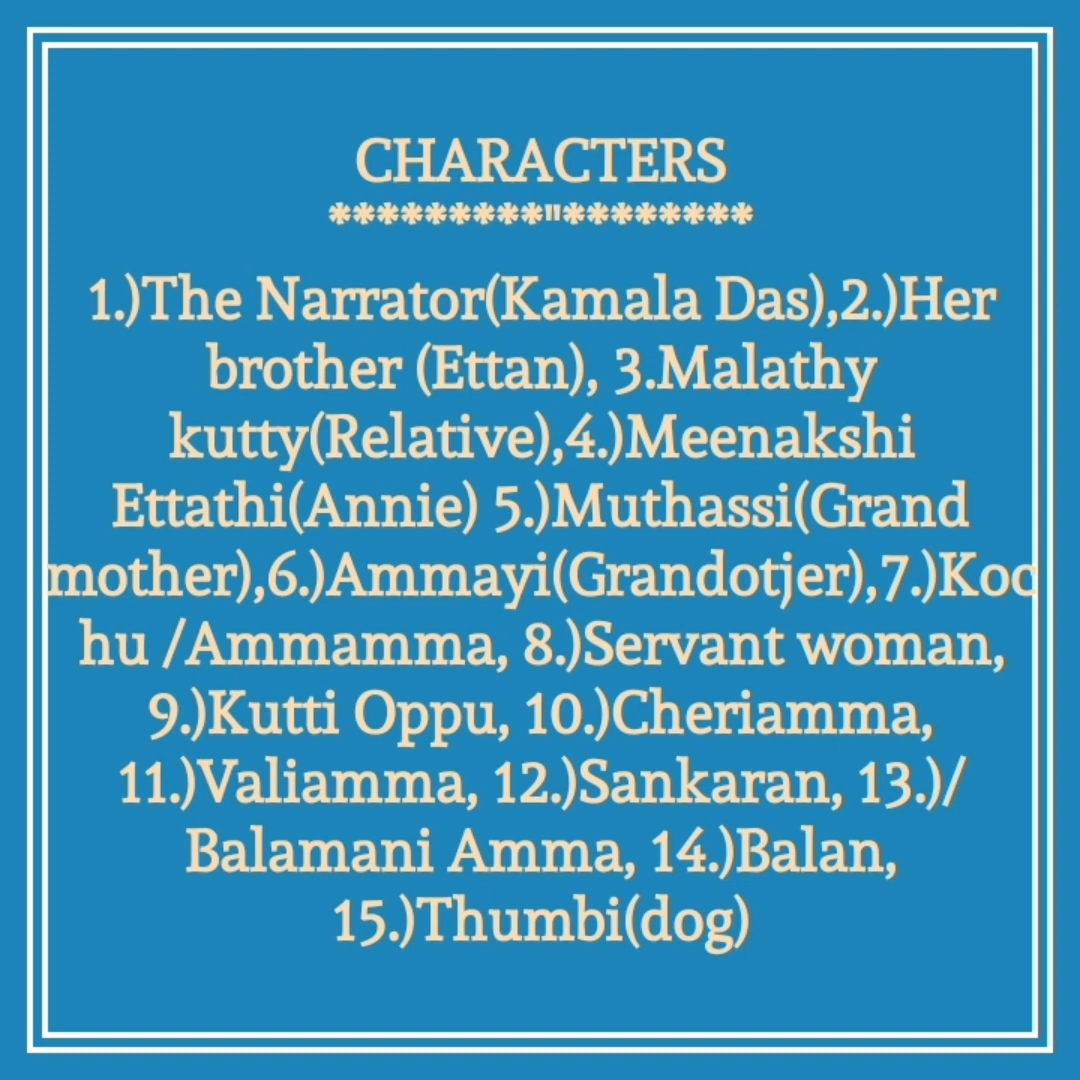 CHARACTERS
*********"********
1.)The Narrator(Kamala Das),2.)Her
brother (Ettan), 3.Malathy
kutty(Relative),4.)Meenakshi
Ettathi(Annie) 5.)Muthassi(Grand
mother),6.)Ammayi(Grandotjer),7.)Koc
hu /Ammamma, 8.)Servant woman,
9.)Kutti Oppu, 10.)Cheriamma,
11.)Valiamma, 12.)Sankaran, 13.)/
Balamani Amma, 14.)Balan,
15.)Thumbi(dog)